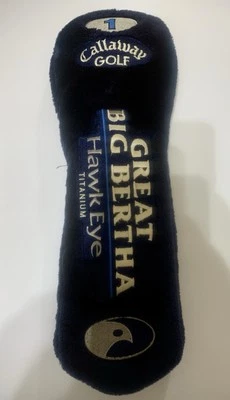 1
Callaway
GOLF
GREAT
BIG BERTHA
Hawk Eye
TITANIUM